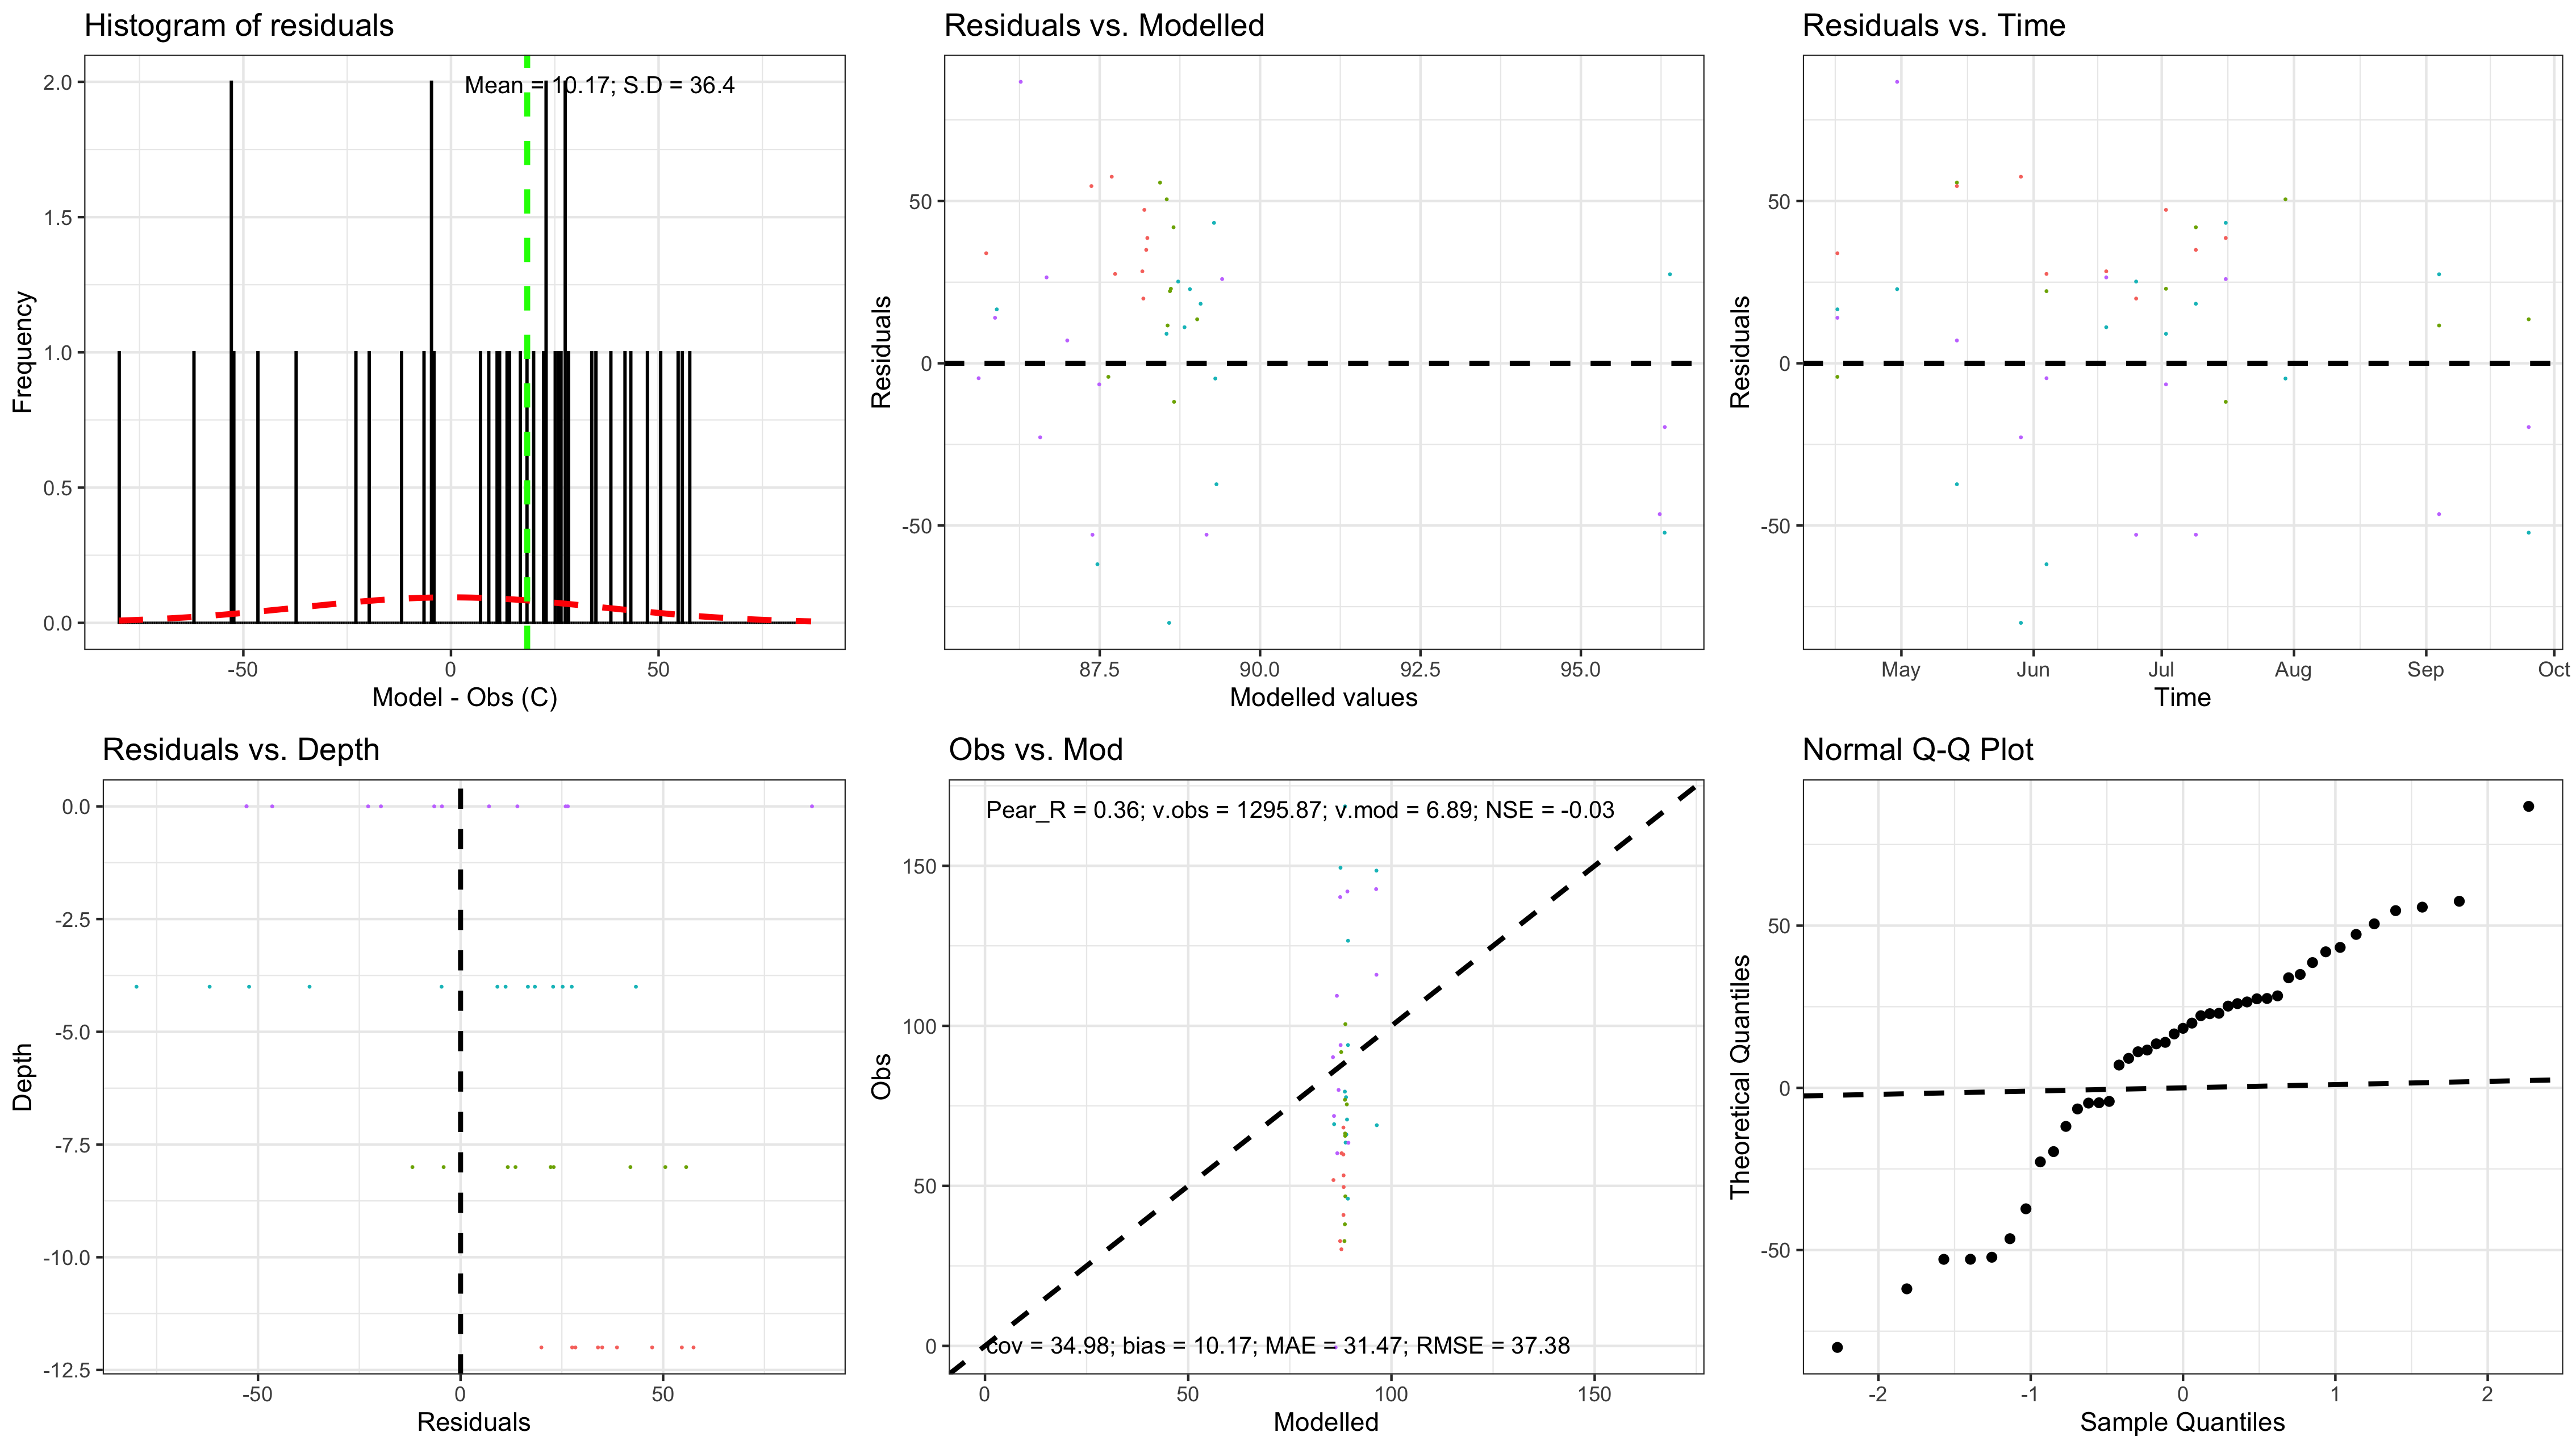 Histogram of residuals
Mean = 10.17; S.D = 36.4
Frequency
2.0
1.5
1.0
0.5
0.0
-50 0 50
Model - Obs (C)
Residuals vs. Modelled
Residuals
50
0
-50
87.5 90.0 92.5 95.0
Modelled values
Residuals vs. Time
Residuals
50
0
-50
May Jun Jul Aug Sep Oct
Time
Residuals vs. Depth
Depth
0.0
-2.5
-5.0
-7.5
-10.0
-12.5
-50 0 50
Residuals
Obs vs. Mod
Pear_R = 0.36; v.obs = 1295.87; v.mod = 6.89; NSE = -0.03
Obs
150
100
50
0
cov = 34.98; bias = 10.17; MAE = 31.47; RMSE = 37.38
0 50 100 150
Modelled
Normal Q-Q Plot
Theoretical Quantiles
50
0
-50
-2 -1 0 1 2
Sample Quantiles